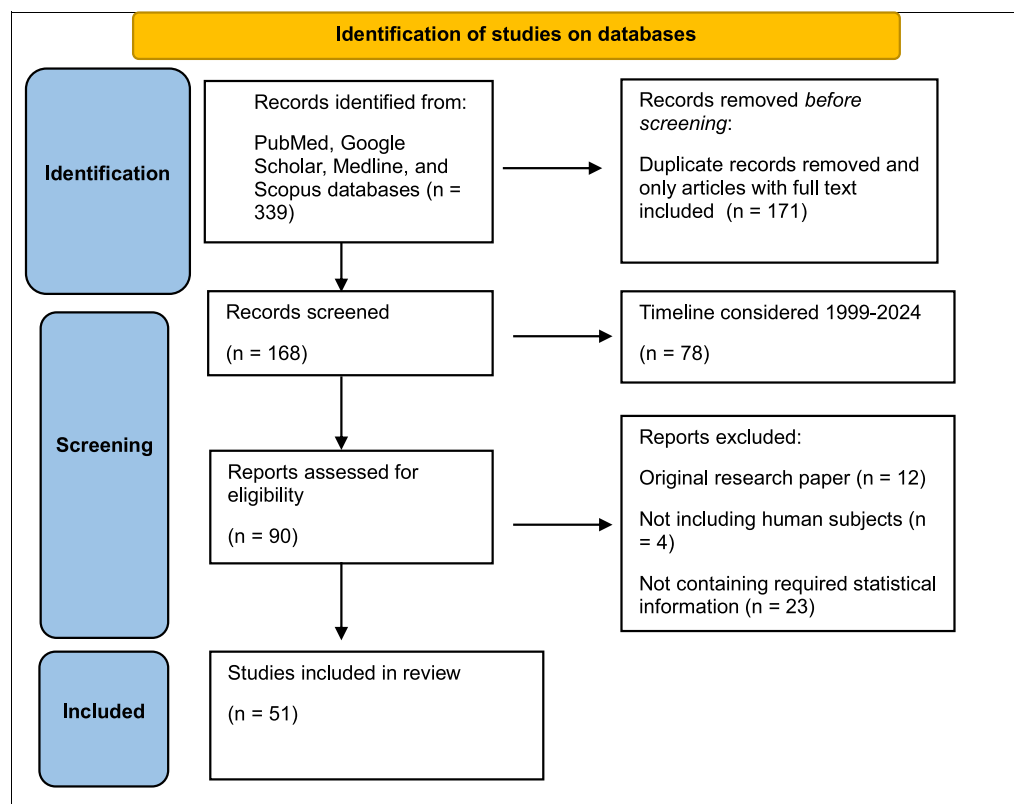 Identification of studies on databases
Identification
Records identified from:
PubMed, Google
Scholar, Medline, and
Scopus databases (n =
339)
Records removed before
screening:
Duplicate records removed and
only articles with full text
included (n = 171)
Screening
Records screened
(n = 168)
Timeline considered 1999-2024
(n = 78)
Reports assessed for
eligibility
(n = 90)
Reports excluded:
Original research paper (n = 12)
Not including human subjects (n
= 4)
Not containing required statistical
information (n = 23)
Included
Studies included in review
(n = 51)